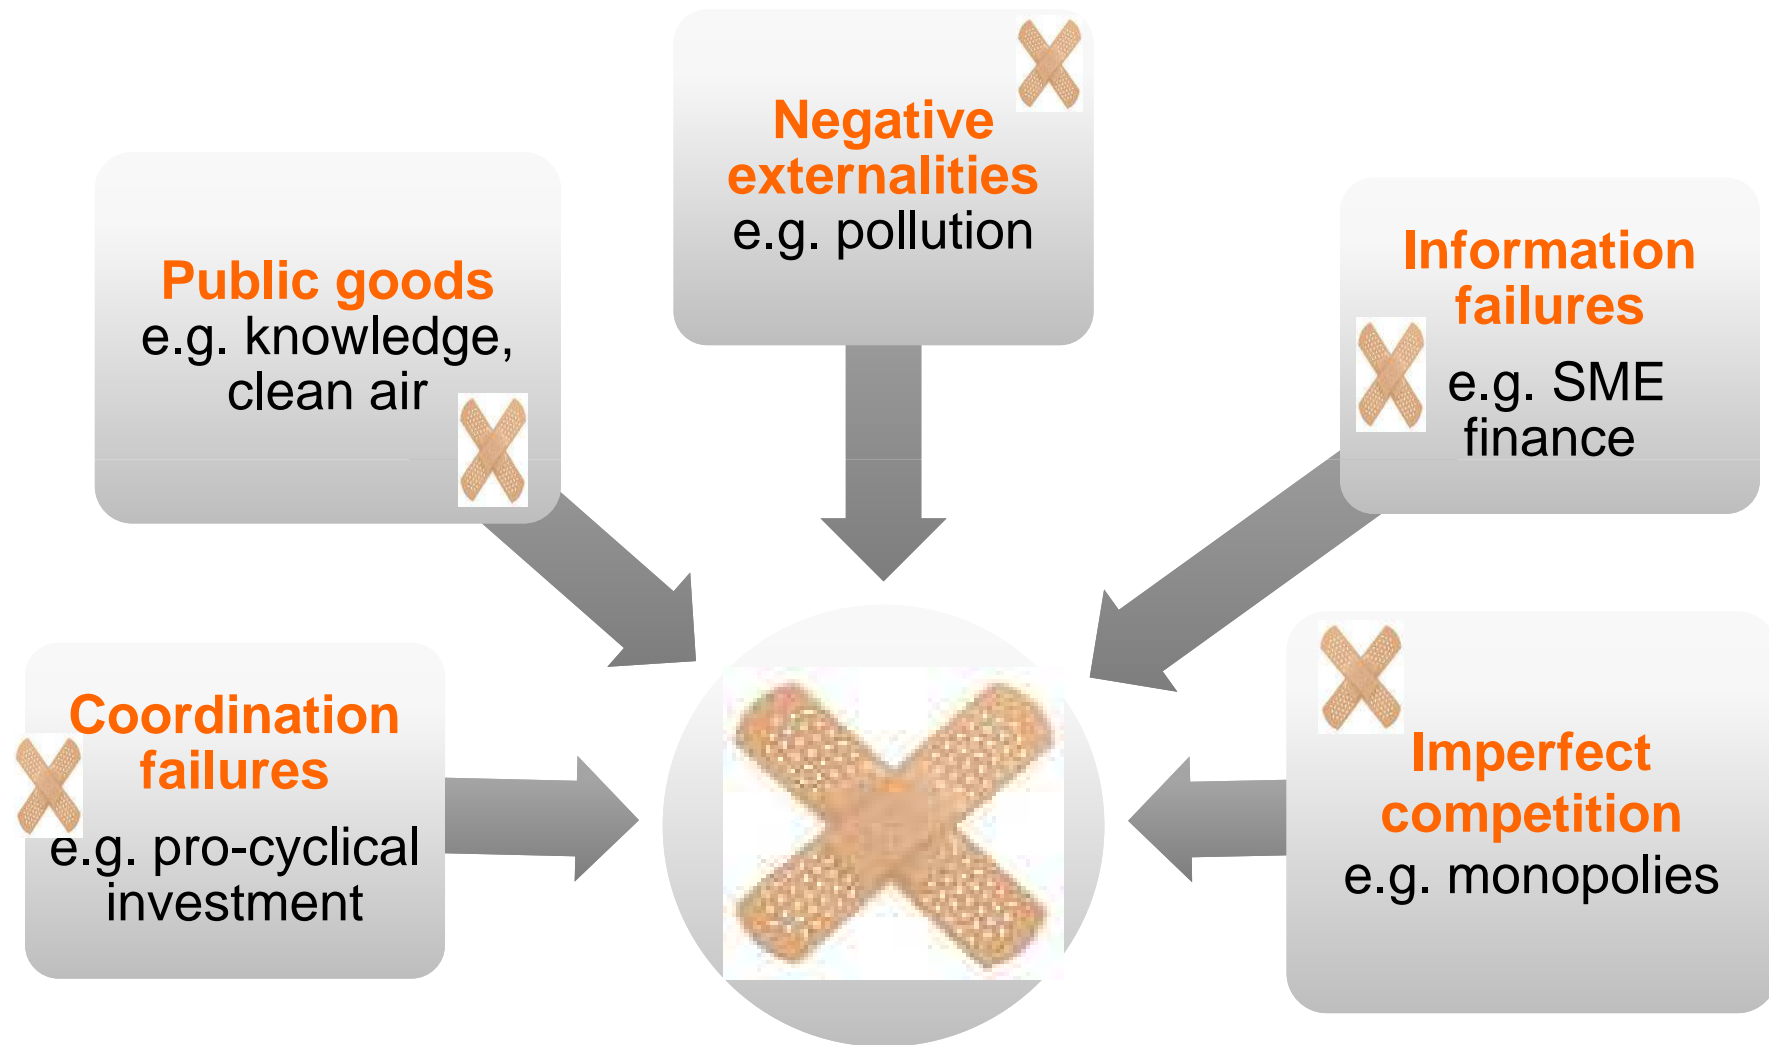 Negative
externalities
e.g. pollution
Public goods
e.g. knowledge,
clean air
Information
failures
e.g. SME
finance
Coordination
failures
e.g. pro-cyclical
investment
Imperfect
competition
e.g. monopolies